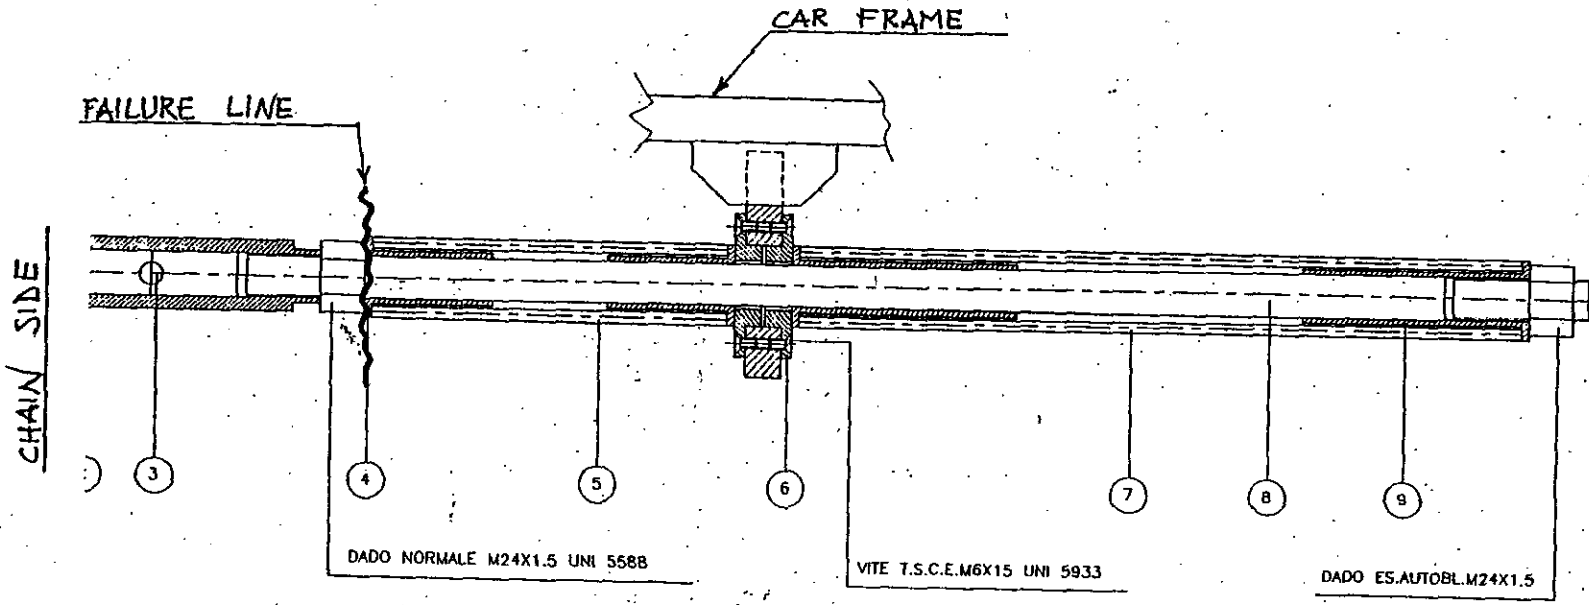 CAR FRAME
FAILURE LINE
CHAIN SIDE
3
4
5
6
7
8
9
DADO NORMALE M24X1.5 UNI 5588
VITE T.S.C.E.M6X15 UNI 5933
DADO ES.AUTOBL.M24X1.5